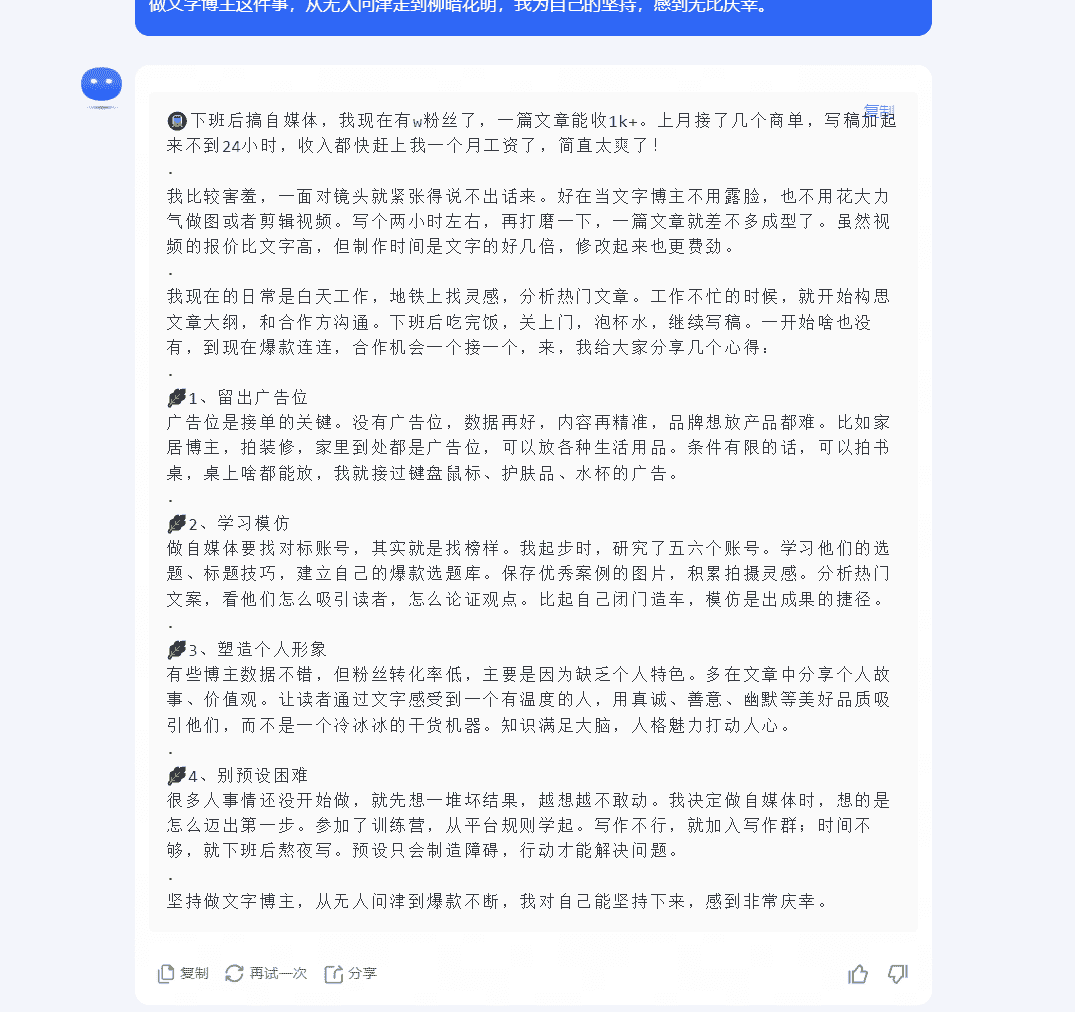 做文字博主这件事，从无人问津走到柳暗花明，我为自己的坚持，感到无比庆幸。
复制
下班后搞自媒体，我现在有w粉丝了，一篇文章能收1k+。上月接了几个商单，写稿加起
来不到24小时，收入都快赶上我一个月工资了，简直太爽了！
.
我比较害羞，一面对镜头就紧张得说不出话来。好在当文字博主不用露脸，也不用花大力
气做图或者剪辑视频。写个两小时左右，再打磨一下，一篇文章就差不多成型了。虽然视
频的报价比文字高，但制作时间是文字的好几倍，修改起来也更费劲。
.
我现在的日常是白天工作，地铁上找灵感，分析热门文章。工作不忙的时候，就开始构思
文章大纲，和合作方沟通。下班后吃完饭，关上门，泡杯水，继续写稿。一开始啥也没
有，到现在爆款连连，合作机会一个接一个，来，我给大家分享几个心得：
.
1、留出广告位
广告位是接单的关键。没有广告位，数据再好，内容再精准，品牌想放产品都难。比如家
居博主，拍装修，家里到处都是广告位，可以放各种生活用品。条件有限的话，可以拍书
桌，桌上啥都能放，我就接过键盘鼠标、护肤品、水杯的广告。
.
2、学习模仿
做自媒体要找对标账号，其实就是找榜样。我起步时，研究了五六个账号。学习他们的选
题、标题技巧，建立自己的爆款选题库。保存优秀案例的图片，积累拍摄灵感。分析热门
文案，看他们怎么吸引读者，怎么论证观点。比起自己闭门造车，模仿是出成果的捷径。
.
3、塑造个人形象
有些博主数据不错，但粉丝转化率低，主要是因为缺乏个人特色。多在文章中分享个人故
事、价值观。让读者通过文字感受到一个有温度的人，用真诚、善意、幽默等美好品质吸
引他们，而不是一个冷冰冰的干货机器。知识满足大脑，人格魅力打动人心。
.
4、别预设困难
很多人事情还没开始做，就先想一堆坏结果，越想越不敢动。我决定做自媒体时，想的是
怎么迈出第一步。参加了训练营，从平台规则学起。写作不行，就加入写作群；时间不
够，就下班后熬夜写。预设只会制造障碍，行动才能解决问题。
.
坚持做文字博主，从无人问津到爆款不断，我对自己能坚持下来，感到非常庆幸。
复制 再试一次 分享